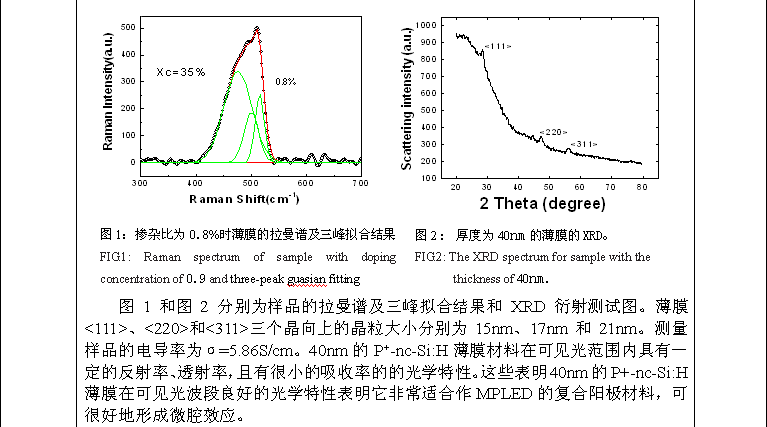 500
400
300
200
100
0
Raman Intensity(a.u.)
Xc=35%
0.8%
300 400 500 600 700
Raman Shift(cm-1)
1000
900
800
700
600
500
400
300
200
100
Scattering intensity (a.u.)
<111>
<220>
<311>
20 30 40 50 60 70 80
2 Theta (degree)
图1：掺杂比为 0.8%时薄膜的拉曼谱及三峰拟合结果
FIG1: Raman spectrum of sample with doping
concentration of 0.9 and three-peak guasian fitting
图2： 厚度为 40nm 的薄膜的 XRD。
FIG2: The XRD spectrum for sample with the
thickness of 40nm.
图 1 和图 2 分别为样品的拉曼谱及三峰拟合结果和 XRD 衍射测试图。薄膜
<111>、<220>和<311>三个晶向上的晶粒大小分别为 15nm、17nm 和 21nm。测量
样品的电导率为 σ=5.86S/cm。40nm 的 P+-nc-Si:H 薄膜材料在可见光范围内具有一
定的反射率、透射率，且有很小的吸收率的的光学特性。这些表明 40nm 的 P+-nc-Si:H
薄膜在可见光波段良好的光学特性表明它非常适合作 MPLED 的复合阳极材料，可
很好地形成微腔效应。